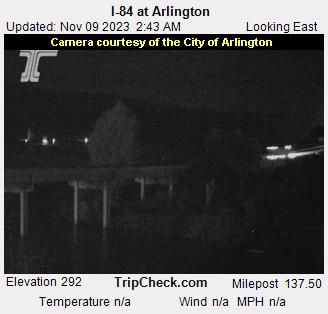 I-84 at Arlington
Updated: Nov 09 2023 2:43 AM Looking East
Camera courtesy of the City of Arlington
Elevation 292 TripCheck.com Milepost 137.50
Temperature n/a Wind n/a MPH n/a